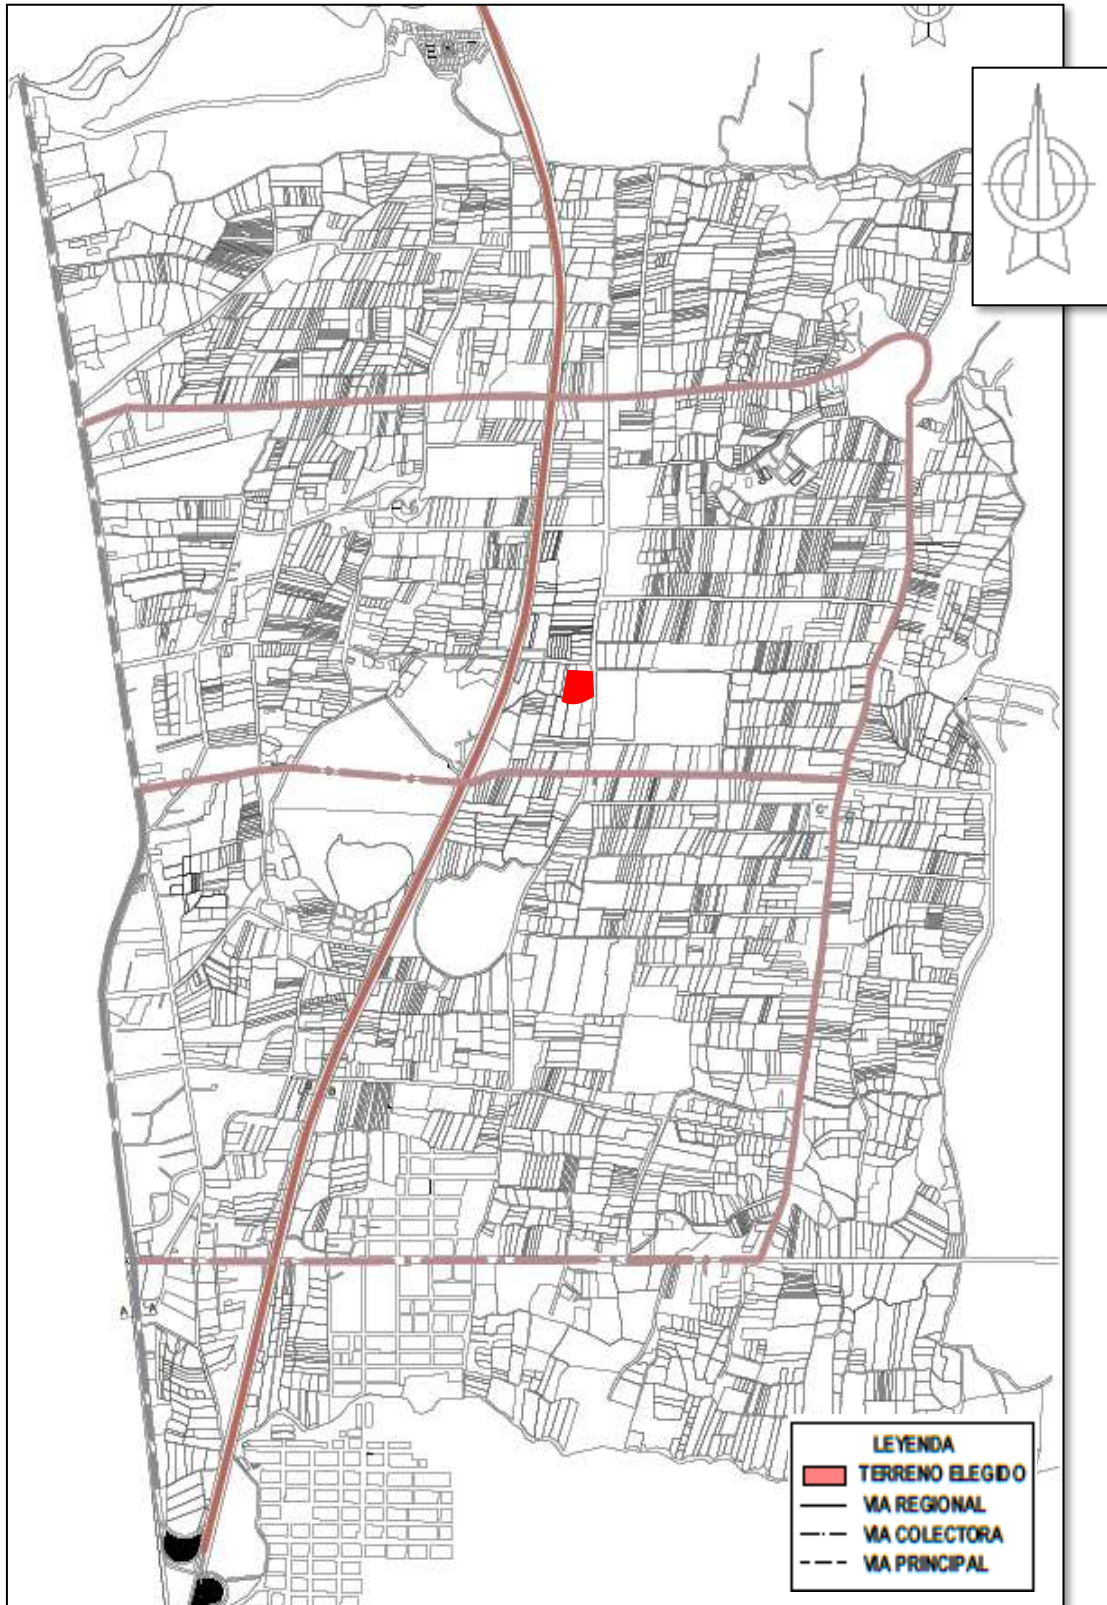 A A
LEYENDA
TERRENO ELEGIDO
VIA REGIONAL
VIA COLECTORA
VIA PRINCIPAL